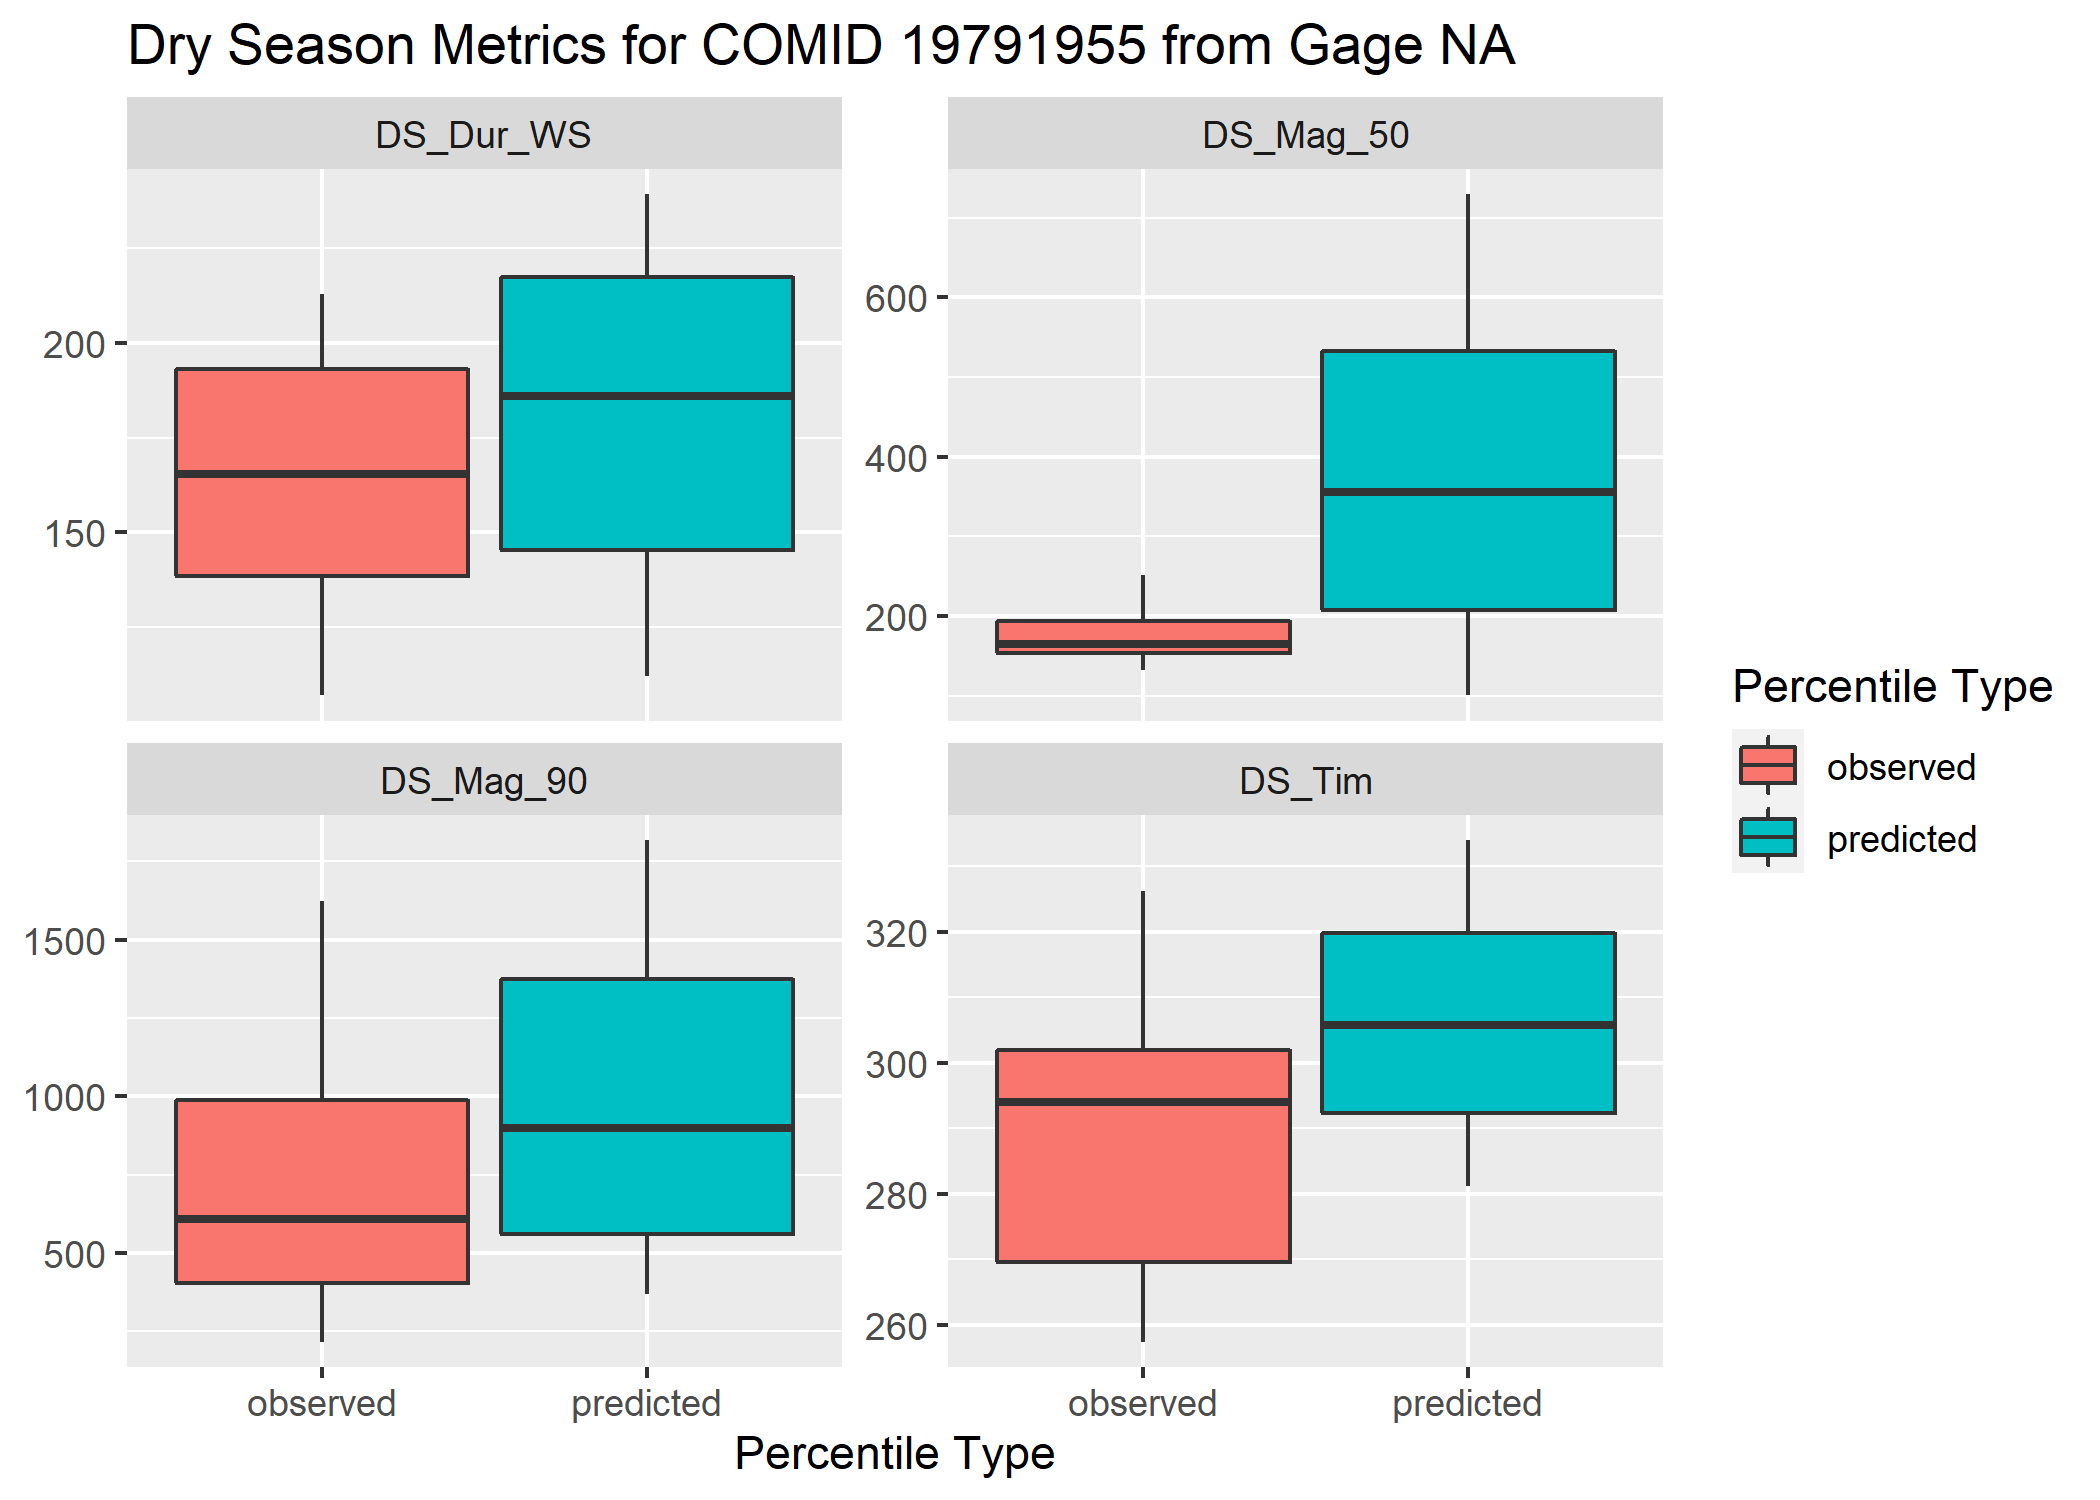 Dry Season Metrics for COMID 19791955 from Gage NA
DS_Dur_WS
DS_Mag_50
200
150
600
400
200
DS_Mag_90
DS_Tim
1500
1000
500
320
300
280
260
observed
predicted
observed
predicted
Percentile Type
Percentile Type
observed
predicted